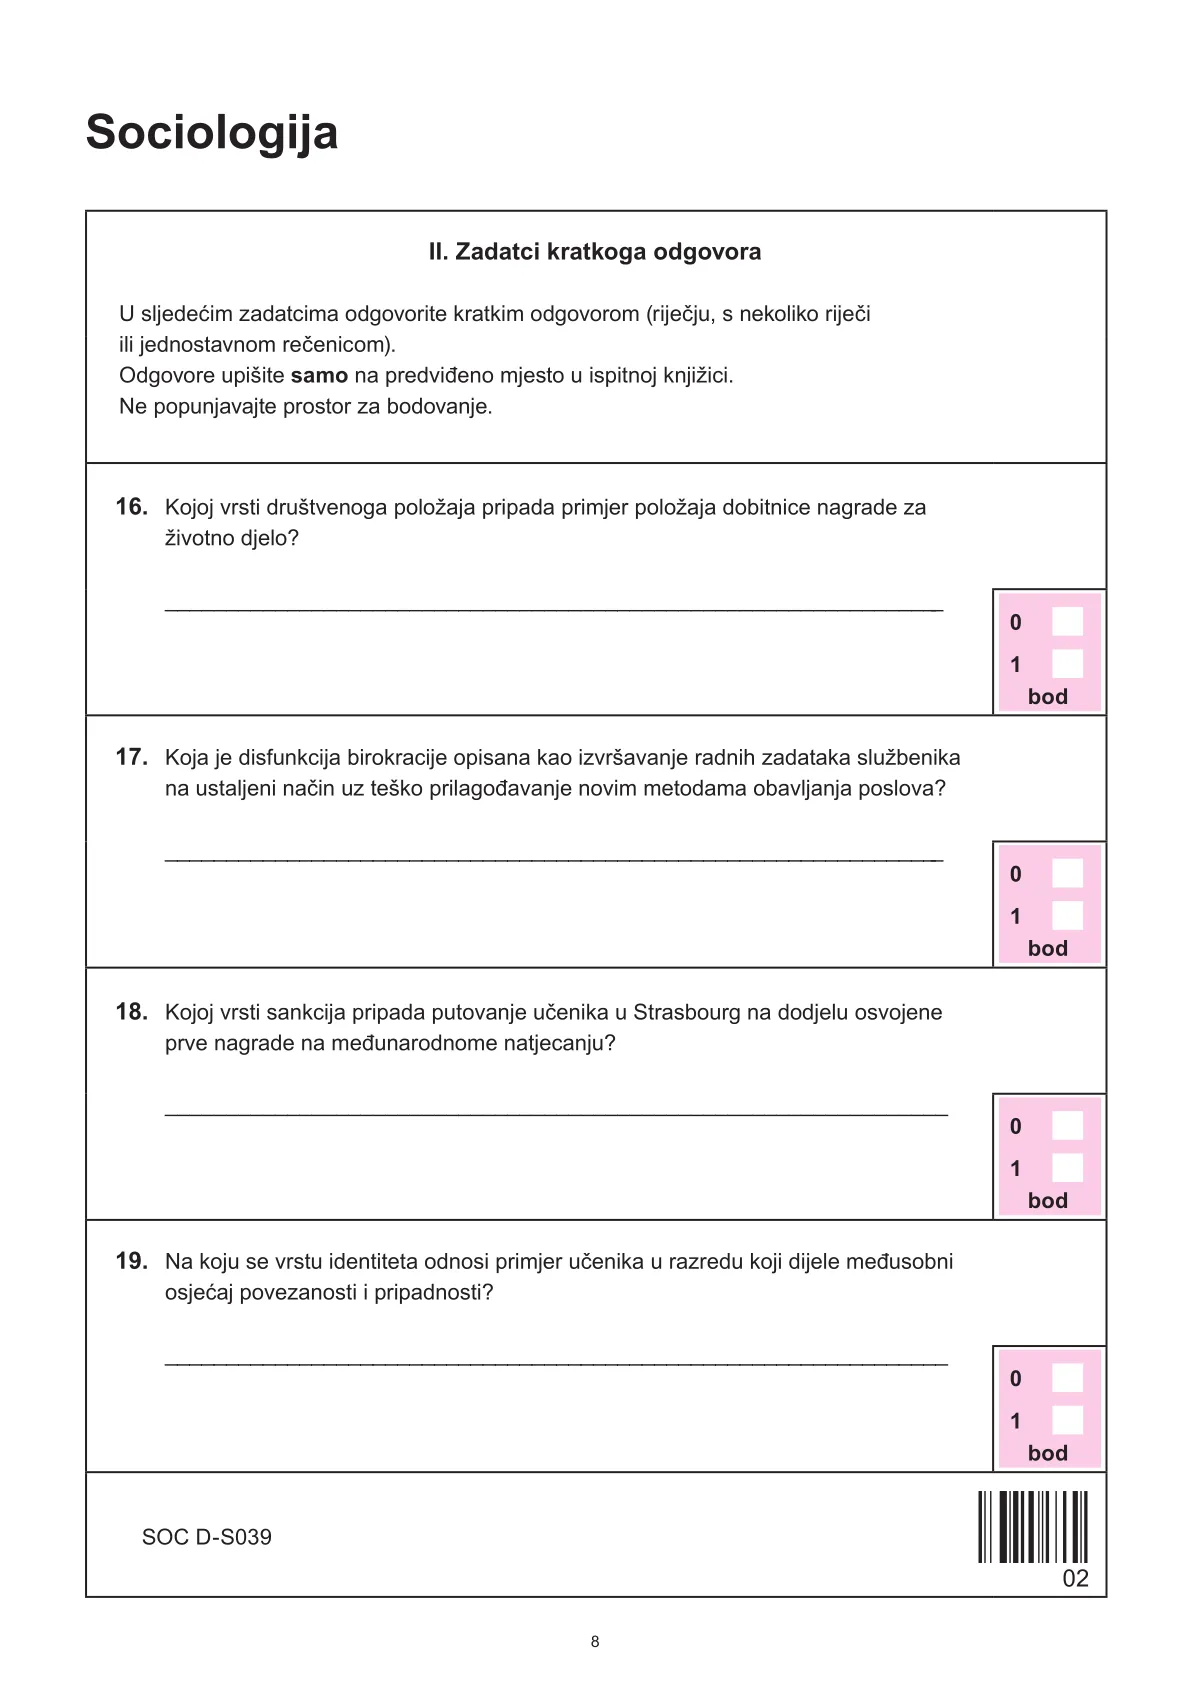 Sociologija
II. Zadatci kratkoga odgovora
U sljedećim zadatcima odgovorite kratkim odgovorom (riječju, s nekoliko riječi
ili jednostavnom rečenicom).
Odgovore upišite samo na predviđeno mjesto u ispitnoj knjižici.
Ne popunjavajte prostor za bodovanje.
16. Kojoj vrsti društvenoga položaja pripada primjer položaja dobitnice nagrade za
životno djelo?
0
1
bod
17. Koja je disfunkcija birokracije opisana kao izvršavanje radnih zadataka službenika
na ustaljeni način uz teško prilagođavanje novim metodama obavljanja poslova?
0
1
bod
18. Kojoj vrsti sankcija pripada putovanje učenika u Strasbourg na dodjelu osvojene
prve nagrade na međunarodnome natjecanju?
0
1
bod
19. Na koju se vrstu identiteta odnosi primjer učenika u razredu koji dijele međusobni
osjećaj povezanosti i pripadnosti?
0
1
bod
SOC D-S039
02
8